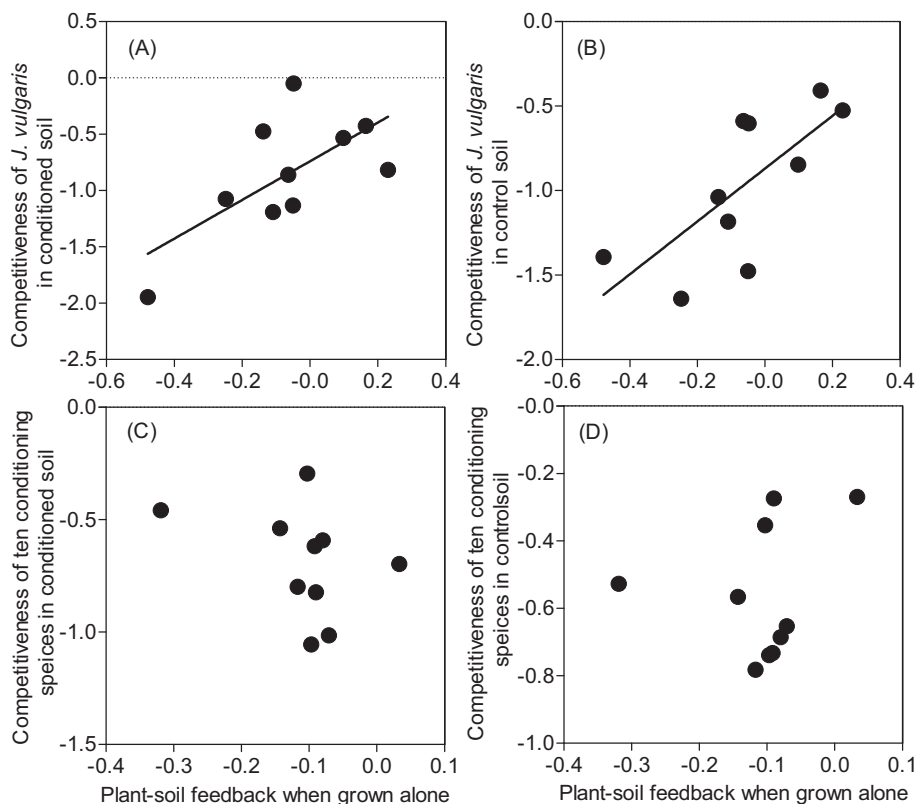 (A)
0.5
0.0
-0.5
-1.0
-1.5
-2.0
-2.5
-0.6 -0.4 -0.2 -0.0 0.2 0.4
Competitiveness of J. vulgaris
in conditioned soil
(B)
-0.0
-0.5
-1.0
-1.5
-2.0
-0.6 -0.4 -0.2 -0.0 0.2 0.4
Competitiveness of J. vulgaris
in control soil
(C)
0.0
-0.5
-1.0
-1.5
-0.4 -0.3 -0.2 -0.1 0.0 0.1
Competitiveness of ten conditioning
speices in conditioned soil
Plant-soil feedback when grown alone
(D)
-0.0
-0.2
-0.4
-0.6
-0.8
-1.0
-0.4 -0.3 -0.2 -0.1 0.0 0.1
Competitiveness of ten conditioning
speices in controlsoil
Plant-soil feedback when grown alone